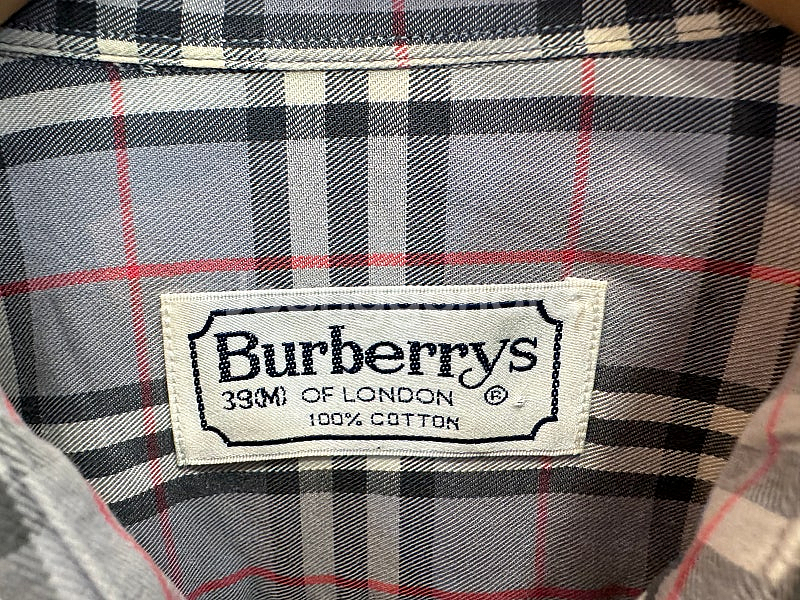 Burberrys
39(M) OF LONDON ®
100% COTTON